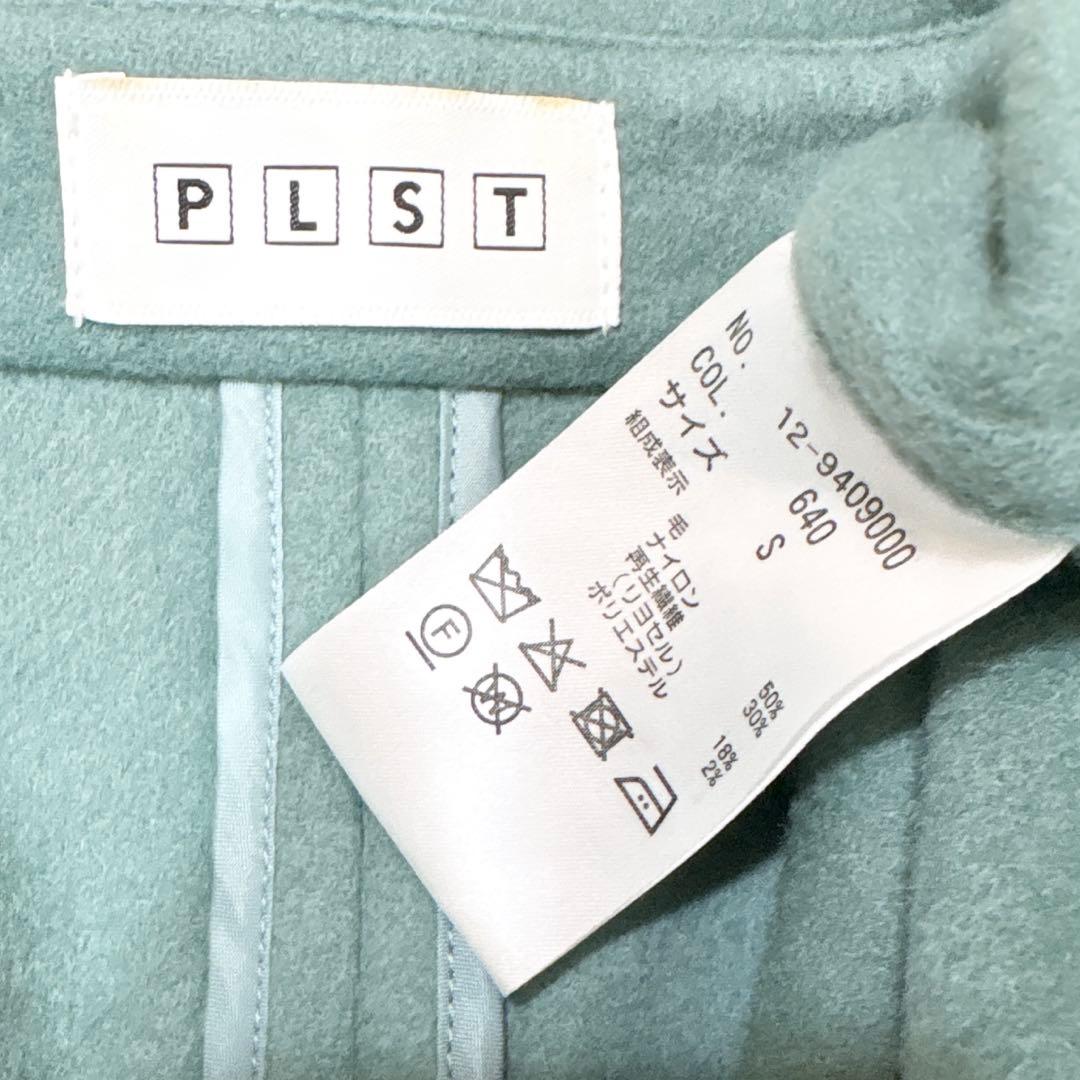 PLST
NO. 12-9409000
COL. 640
サイズ S
組成表示
毛 50%
ナイロン 30%
再生繊維
(リヨセル) 18%
ポリエステル 2%
F
W